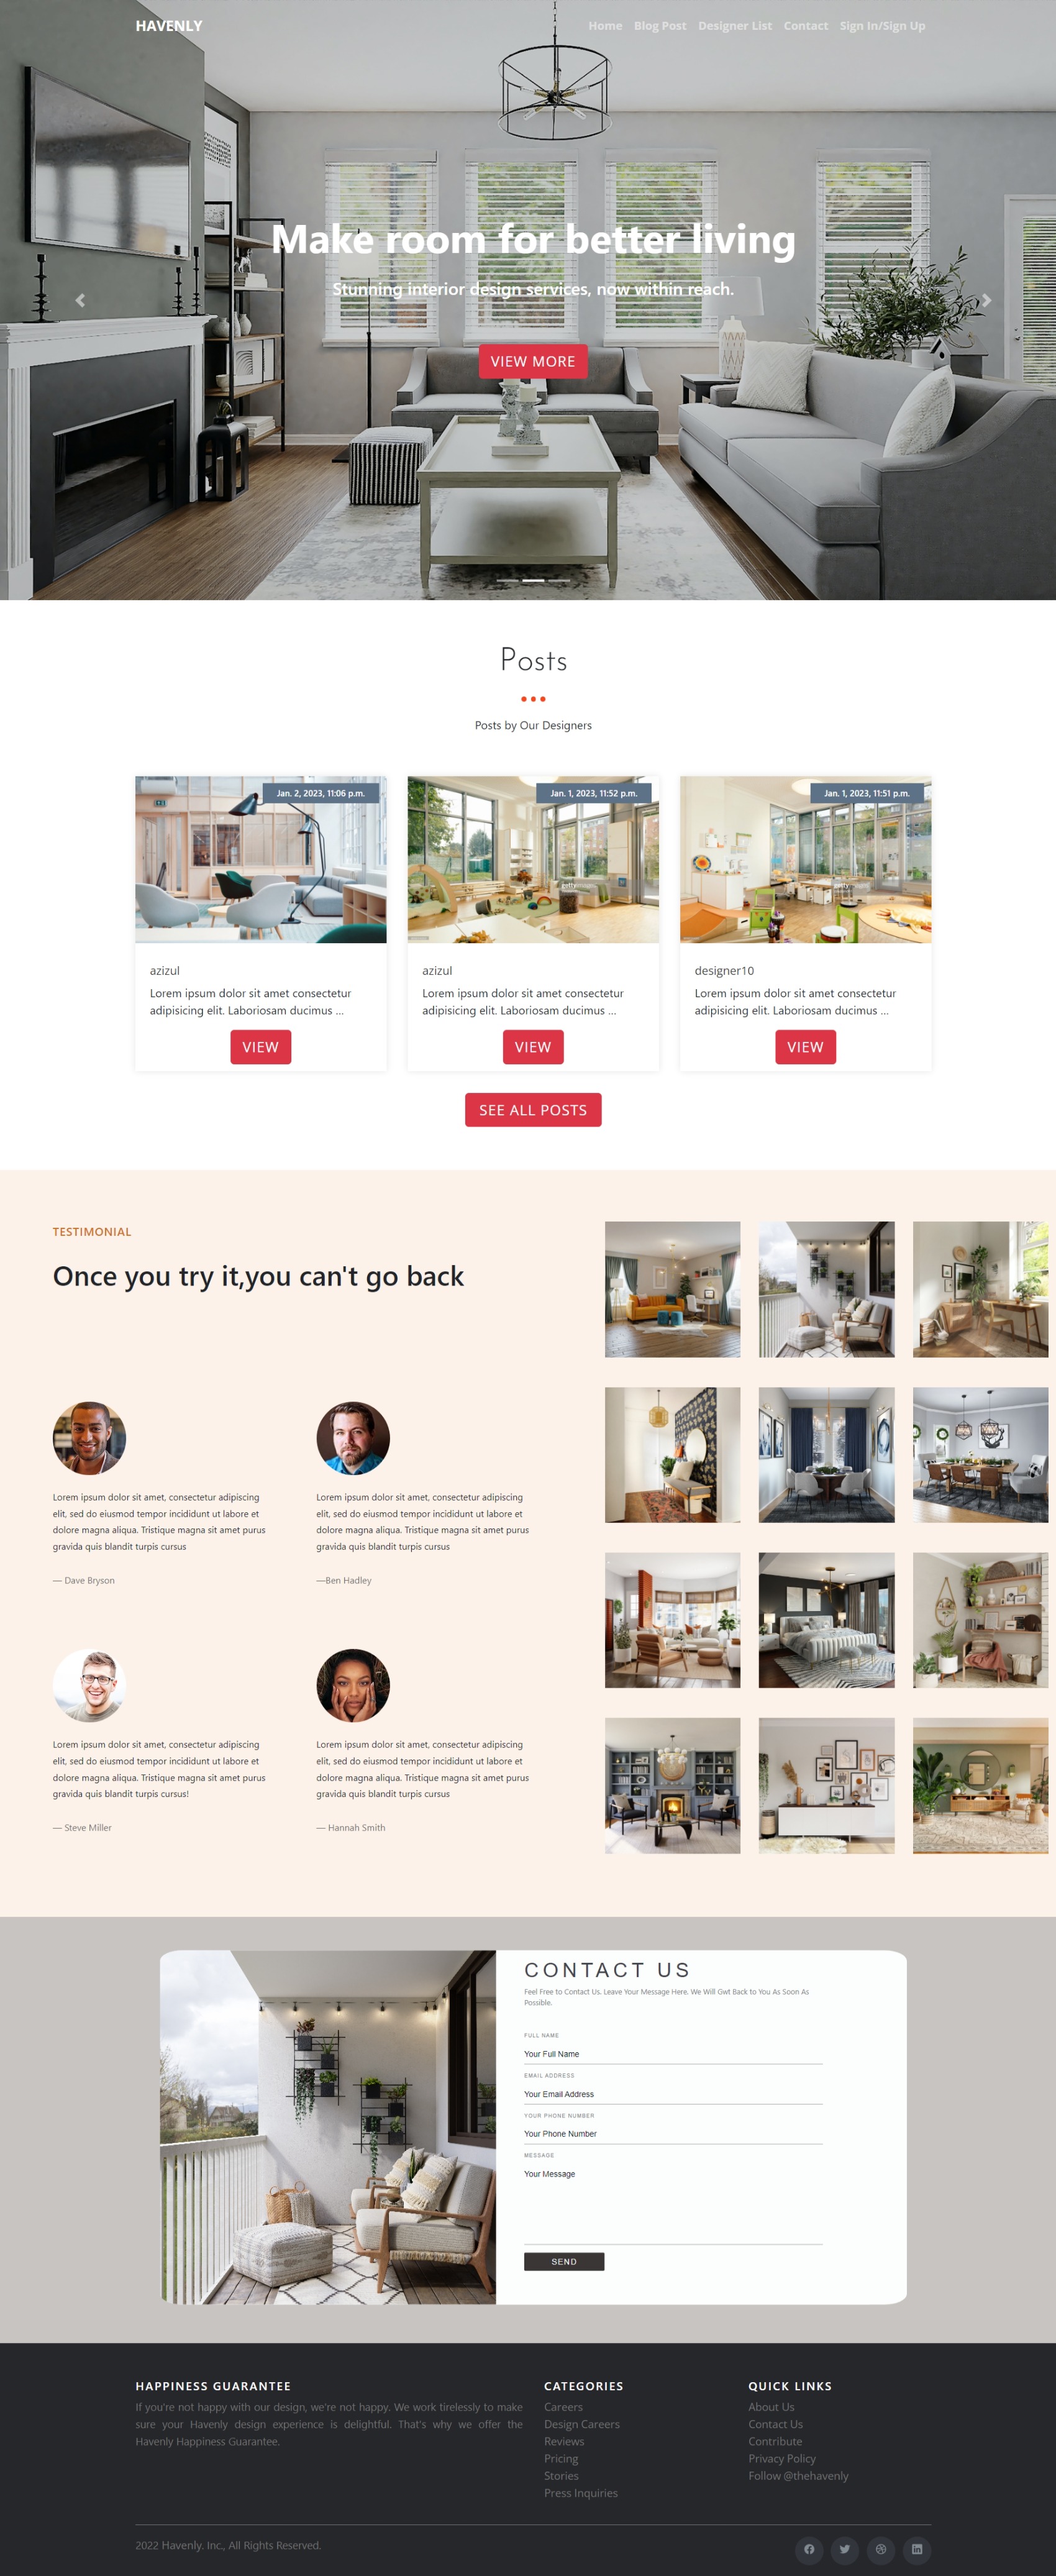 HAVENLY
Home Blog Post Designer List Contact Sign In/Sign Up
Make room for better living
Stunning interior design services, now within reach.
VIEW MORE
Posts
Posts by Our Designers
Jan. 2, 2023, 11:06 p.m.
Jan. 1, 2023, 11:52 p.m.
Jan. 1, 2023, 11:51 p.m.
azizul
Lorem ipsum dolor sit amet consectetur
adipisicing elit. Laboriosam ducimus ...
VIEW
azizul
Lorem ipsum dolor sit amet consectetur
adipisicing elit. Laboriosam ducimus ...
VIEW
designer10
Lorem ipsum dolor sit amet consectetur
adipisicing elit. Laboriosam ducimus ...
VIEW
SEE ALL POSTS
TESTIMONIAL
Once you try it,you can't go back
Lorem ipsum dolor sit amet, consectetur adipiscing
elit, sed do eiusmod tempor incididunt ut labore et
dolore magna aliqua. Tristique magna sit amet purus
gravida quis blandit turpis cursus
— Dave Bryson
Lorem ipsum dolor sit amet, consectetur adipiscing
elit, sed do eiusmod tempor incididunt ut labore et
dolore magna aliqua. Tristique magna sit amet purus
gravida quis blandit turpis cursus
—Ben Hadley
Lorem ipsum dolor sit amet, consectetur adipiscing
elit, sed do eiusmod tempor incididunt ut labore et
dolore magna aliqua. Tristique magna sit amet purus
gravida quis blandit turpis cursus!
— Steve Miller
Lorem ipsum dolor sit amet, consectetur adipiscing
elit, sed do eiusmod tempor incididunt ut labore et
dolore magna aliqua. Tristique magna sit amet purus
gravida quis blandit turpis cursus
— Hannah Smith
CONTACT US
Feel Free to Contact Us. Leave Your Message Here. We Will Gwt Back to You As Soon As
Possible.
FULL NAME
Your Full Name
EMAIL ADDRESS
Your Email Address
YOUR PHONE NUMBER
Your Phone Number
MESSAGE
Your Message
SEND
HAPPINESS GUARANTEE
If you're not happy with our design, we're not happy. We work tirelessly to make
sure your Havenly design experience is delightful. That's why we offer the
Havenly Happiness Guarantee.
CATEGORIES
Careers
Design Careers
Reviews
Pricing
Stories
Press Inquiries
QUICK LINKS
About Us
Contact Us
Contribute
Privacy Policy
Follow @thehavenly
2022 Havenly. Inc., All Rights Reserved.